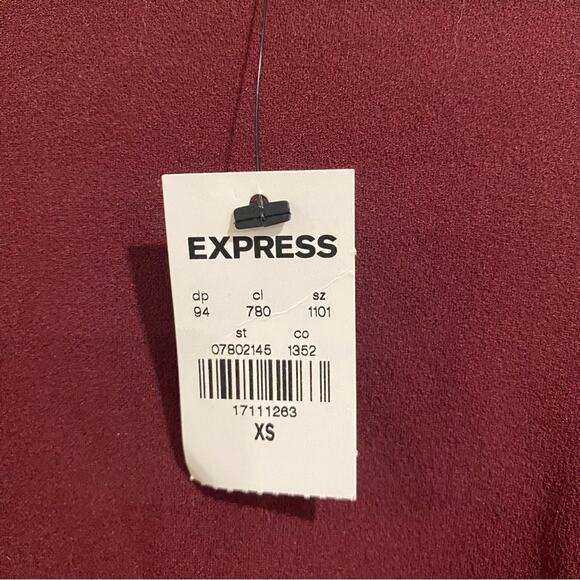 EXPRESS
dp cl sz
94 780 1101
st co
07802145 1352
17111263
XS